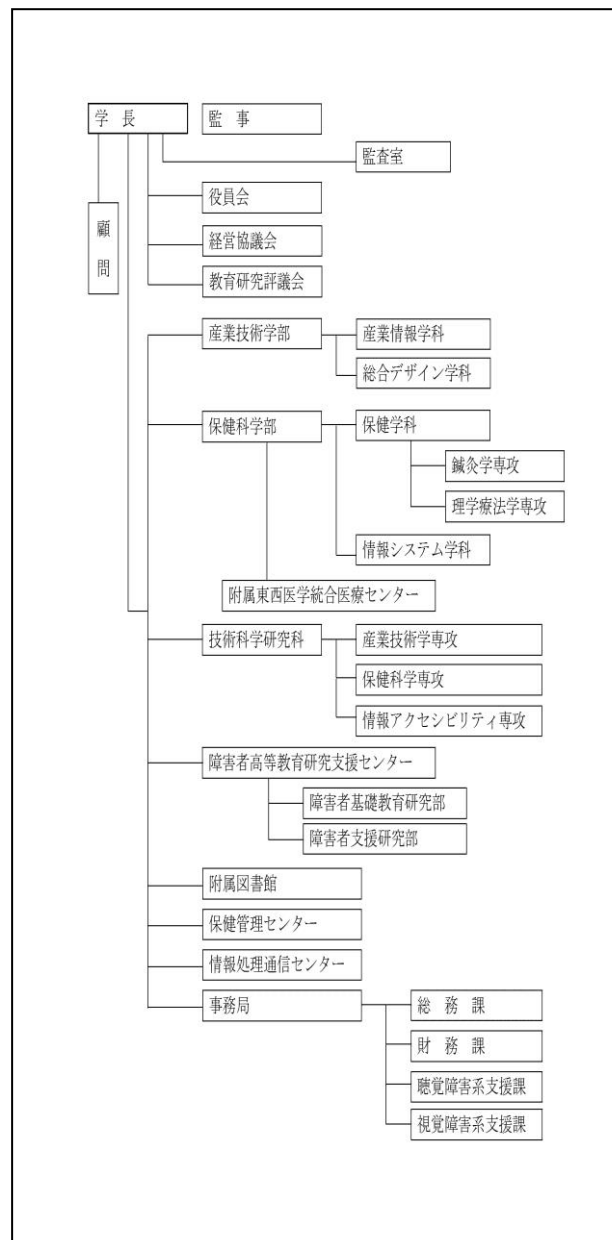 学 長
監 事
監査室
顧問
役員会
経営協議会
教育研究評議会
産業技術学部
産業情報学科
総合デザイン学科
保健科学部
保健学科
鍼灸学専攻
理学療法学専攻
情報システム学科
附属東西医学統合医療センター
技術科学研究科
産業技術学専攻
保健科学専攻
情報アクセシビリティ専攻
障害者高等教育研究支援センター
障害者基礎教育研究部
障害者支援研究部
附属図書館
保健管理センター
情報処理通信センター
事務局
総 務 課
財 務 課
聴覚障害系支援課
視覚障害系支援課